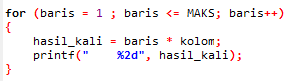 for (baris = 1 ; baris <= MAKS; baris++)
{
    hasil_kali = baris * kolom;
    printf("    %2d", hasil_kali);
}